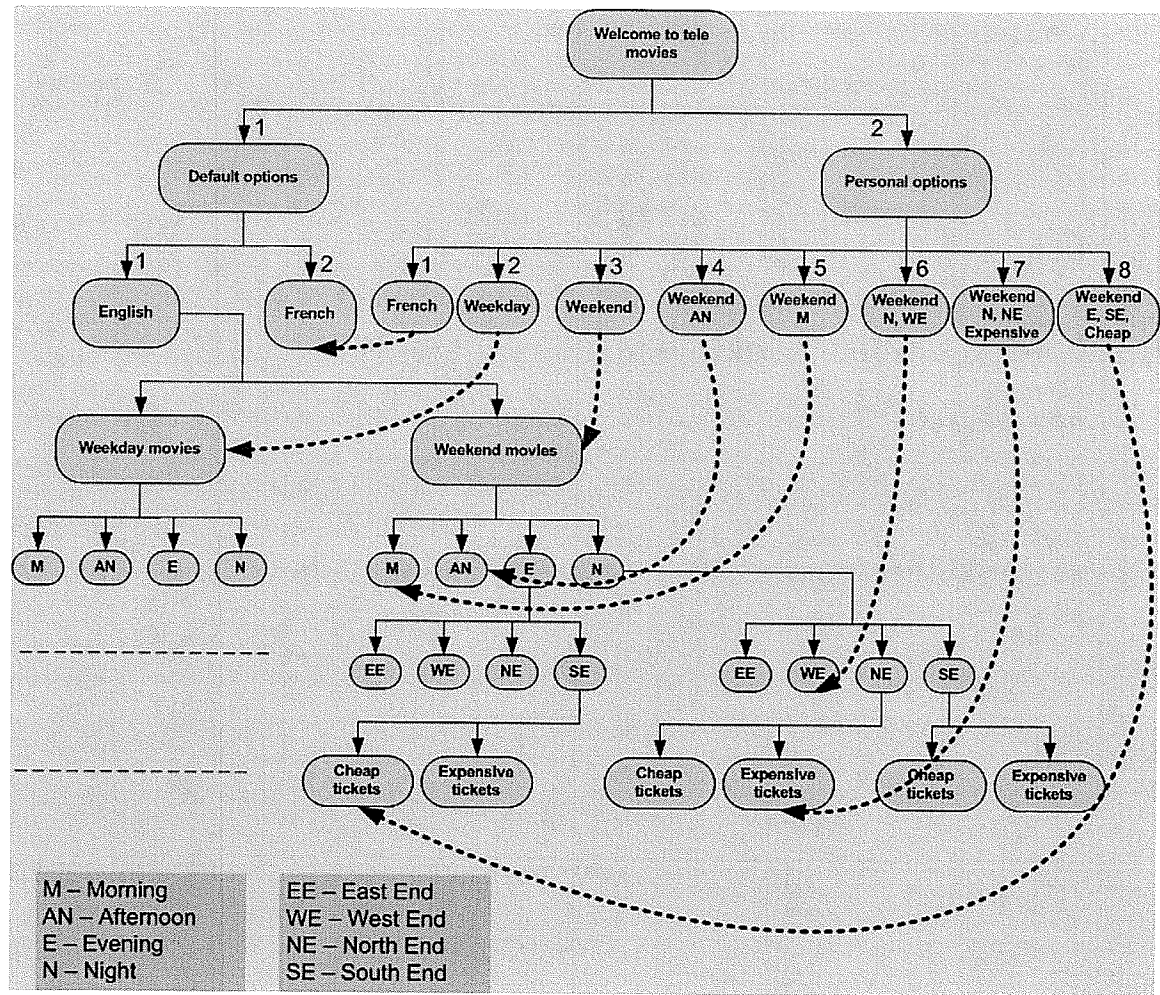 Welcome to tele
movies
1
2
Default options
Personal options
1
2
1
2
3
4
5
6
7
8
English
French
French
Weekday
Weekend
Weekend
AN
Weekend
M
Weekend
N, WE
Weekend
N, NE
Expensive
Weekend
E, SE,
Cheap
Weekday movies
Weekend movies
M
AN
E
N
M
AN
E
N
EE
WE
NE
SE
EE
WE
NE
SE
Cheap
tickets
Expensive
tickets
Cheap
tickets
Expensive
tickets
Cheap
tickets
Expensive
tickets
M – Morning
AN – Afternoon
E – Evening
N – Night
EE – East End
WE – West End
NE – North End
SE – South End